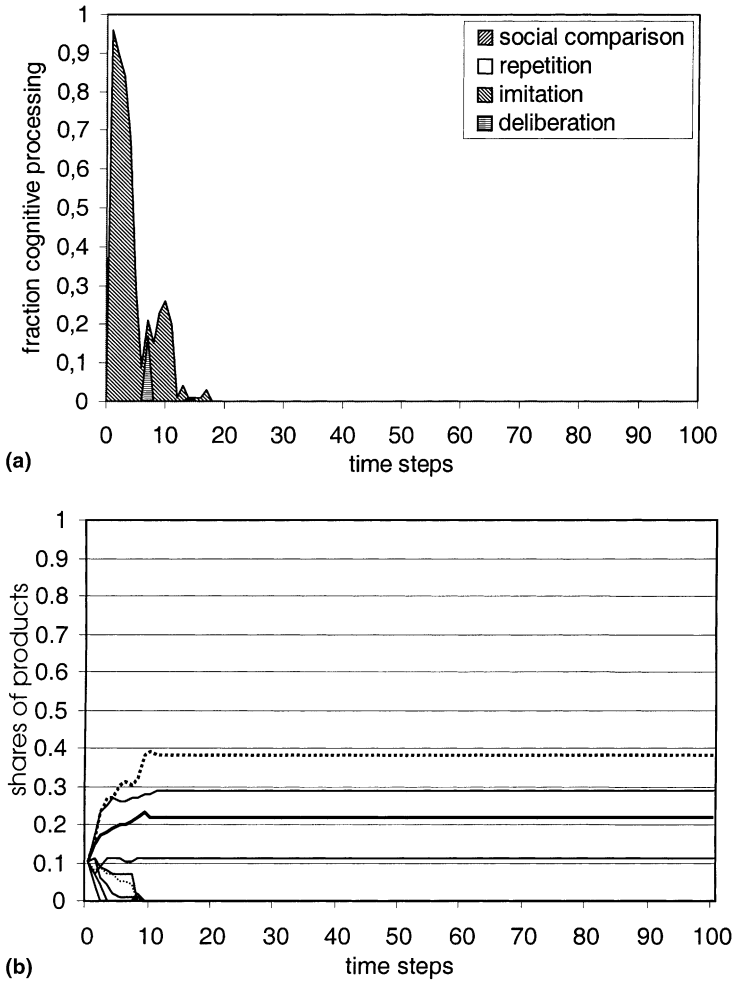 1
0,9
0,8
0,7
0,6
0,5
0,4
0,3
0,2
0,1
0
fraction cognitive processing
social comparison
repetition
imitation
deliberation
0 10 20 30 40 50 60 70 80 90 100
time steps
(a)
1
0.9
0.8
0.7
0.6
0.5
0.4
0.3
0.2
0.1
0
shares of products
0 10 20 30 40 50 60 70 80 90 100
time steps
(b)